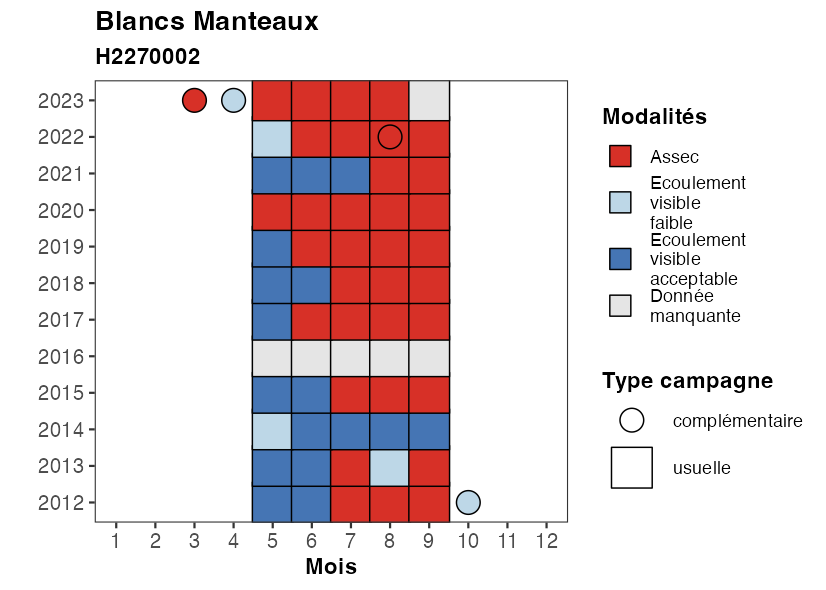 Blancs Manteaux
H2270002
2023
2022
2021
2020
2019
2018
2017
2016
2015
2014
2013
2012
1 2 3 4 5 6 7 8 9 10 11 12
Mois
Modalités
Assec
Ecoulement
visible
faible
Ecoulement
visible
acceptable
Donnée
manquante
Type campagne
complémentaire
usuelle